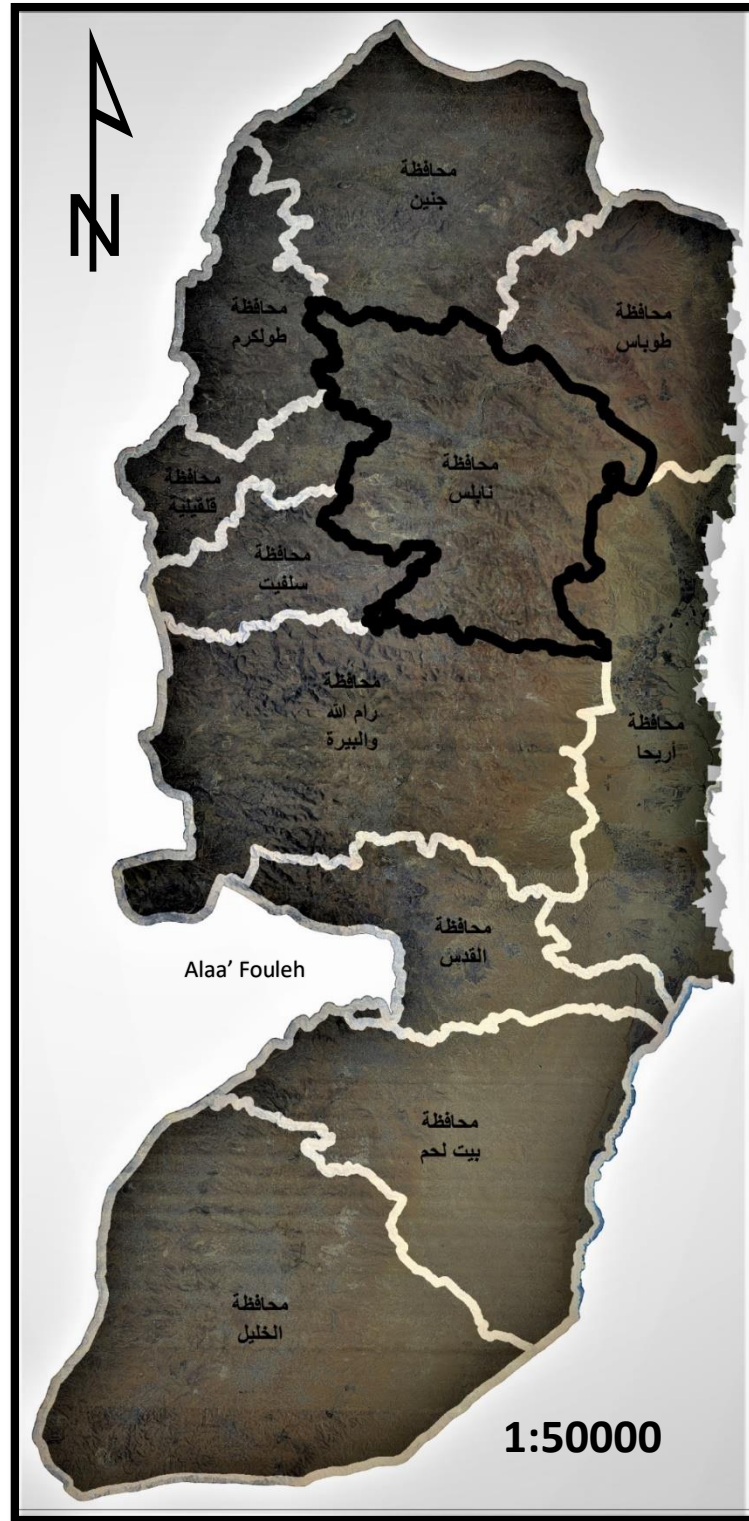 محافظة
جنين
N
محافظة
طوباس
محافظة
طولكرم
محافظة
نابلس
محافظة
قلقيلية
محافظة
سلفيت
محافظة
رام الله
والبيرة
محافظة
أريحا
محافظة
القدس
Alaa’ Fouleh
محافظة
بيت لحم
محافظة
الخليل
1:50000